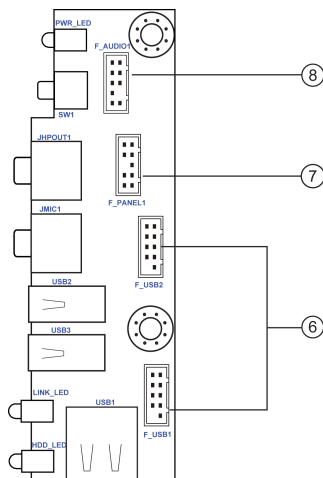 PWR_LED
F_AUDIO1
8
SW1
JHPOUT1
7
F_PANEL1
JMIC1
USB2
F_USB2
6
USB3
LINK_LED
USB1
F_USB1
HDD_LED